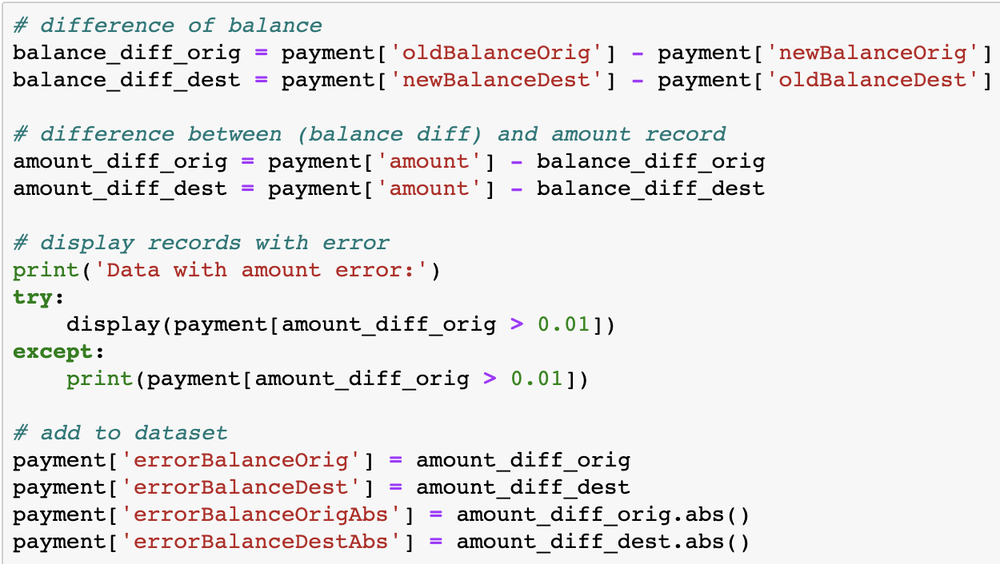 # difference of balance
balance_diff_orig = payment['oldBalanceOrig'] - payment['newBalanceOrig']
balance_diff_dest = payment['newBalanceDest'] - payment['oldBalanceDest']

# difference between (balance diff) and amount record
amount_diff_orig = payment['amount'] - balance_diff_orig
amount_diff_dest = payment['amount'] - balance_diff_dest

# display records with error
print('Data with amount error:')
try:
    display(payment[amount_diff_orig > 0.01])
except:
    print(payment[amount_diff_orig > 0.01])

# add to dataset
payment['errorBalanceOrig'] = amount_diff_orig
payment['errorBalanceDest'] = amount_diff_dest
payment['errorBalanceOrigAbs'] = amount_diff_orig.abs()
payment['errorBalanceDestAbs'] = amount_diff_dest.abs()